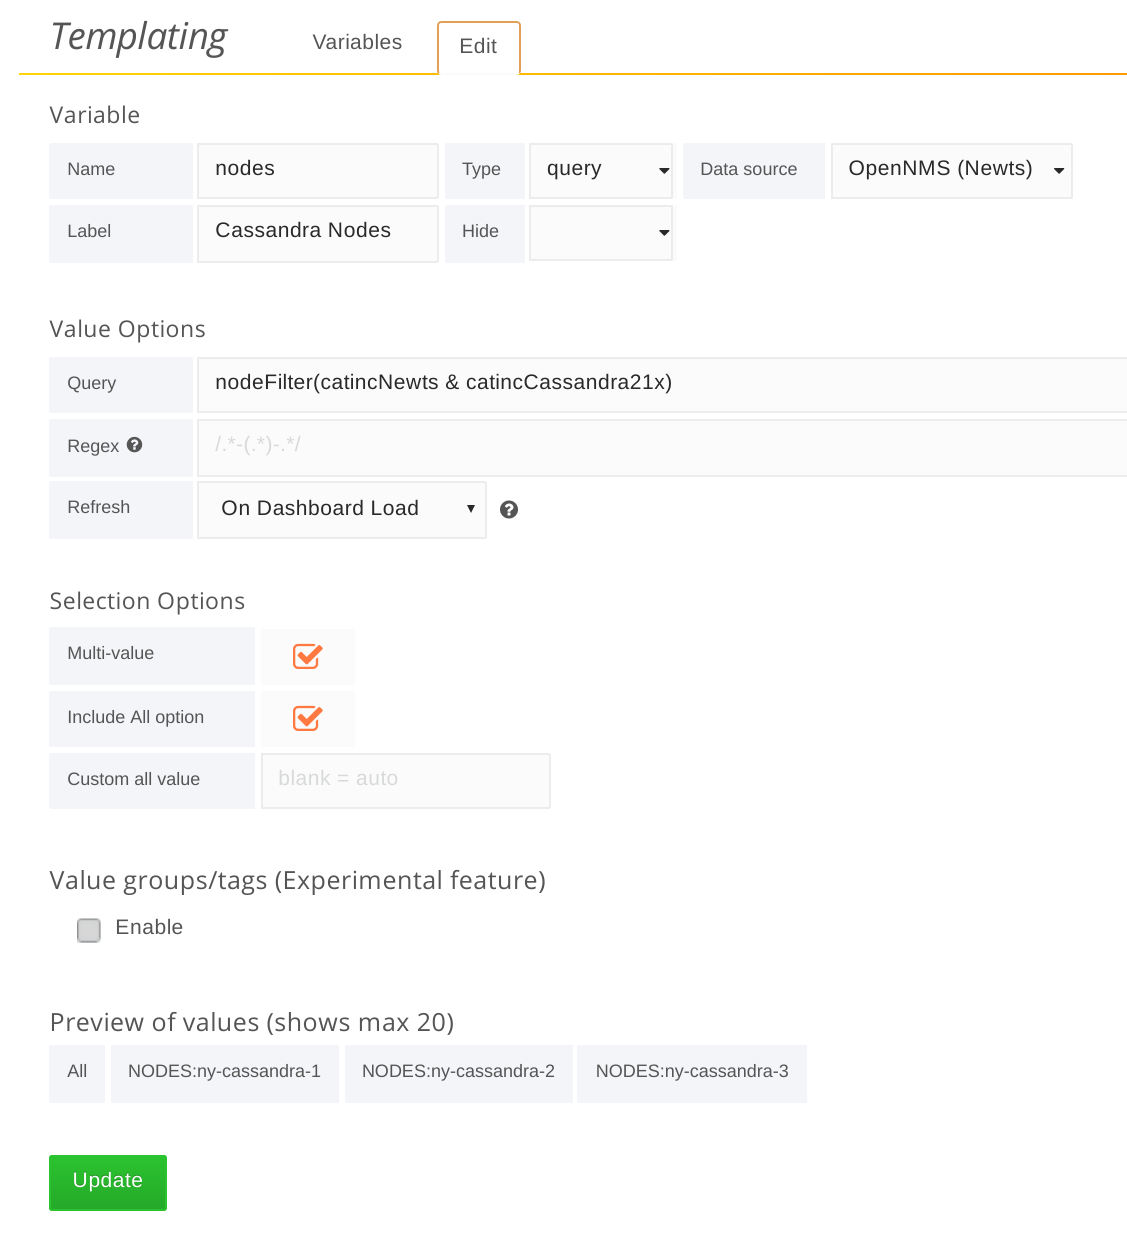 Templating Variables Edit
Variable
Name nodes Type query Data source OpenNMS (Newts)
Label Cassandra Nodes Hide
Value Options
Query nodeFilter(catincNewts & catincCassandra21x)
Regex /.*-(.*)-.*/
Refresh On Dashboard Load
Selection Options
Multi-value
Include All option
Custom all value blank = auto
Value groups/tags (Experimental feature)
Enable
Preview of values (shows max 20)
All NODES:ny-cassandra-1 NODES:ny-cassandra-2 NODES:ny-cassandra-3
Update